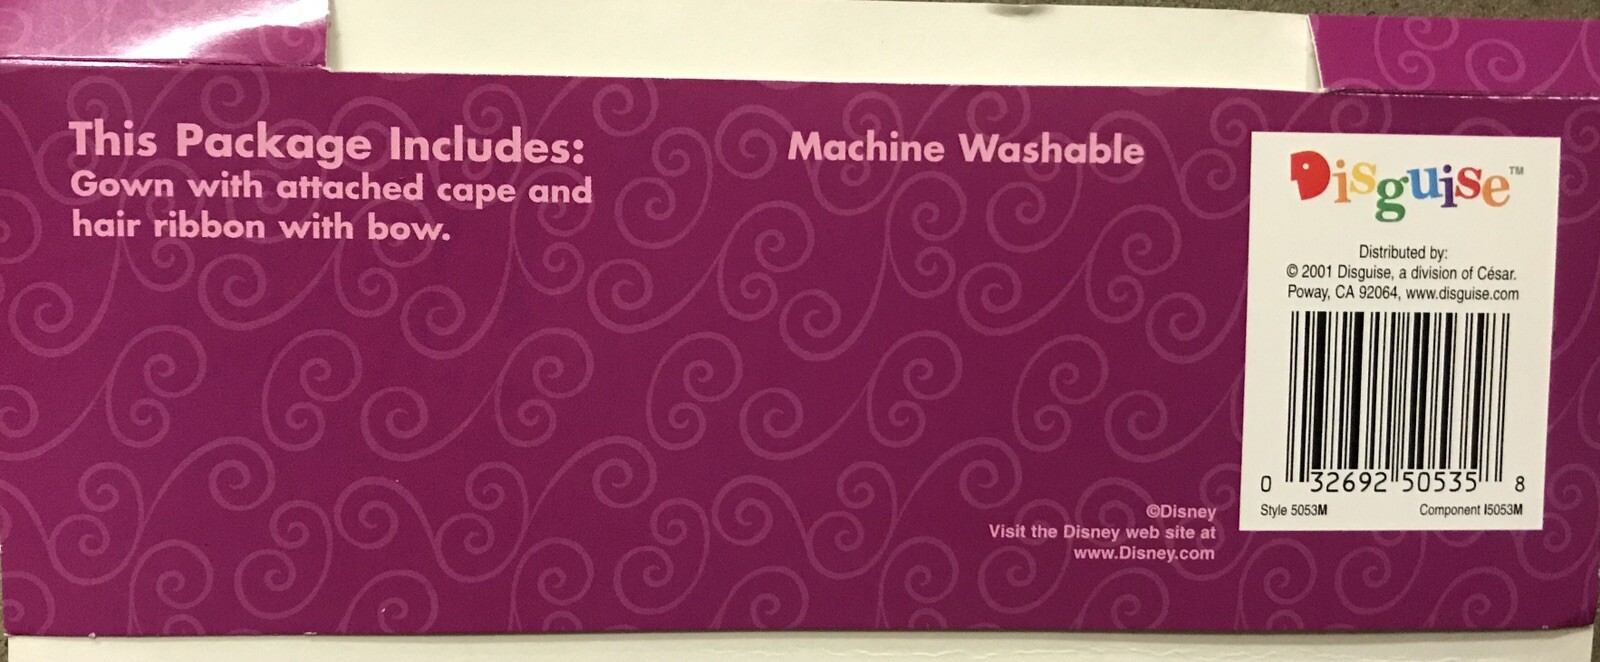 This Package Includes:
Gown with attached cape and
hair ribbon with bow.
Machine Washable
Disguise™
Distributed by:
© 2001 Disguise, a division of César.
Poway, CA 92064, www.disguise.com
0 32692 50535 8
Style 5053M
Component I5053M
©Disney
Visit the Disney web site at
www.Disney.com